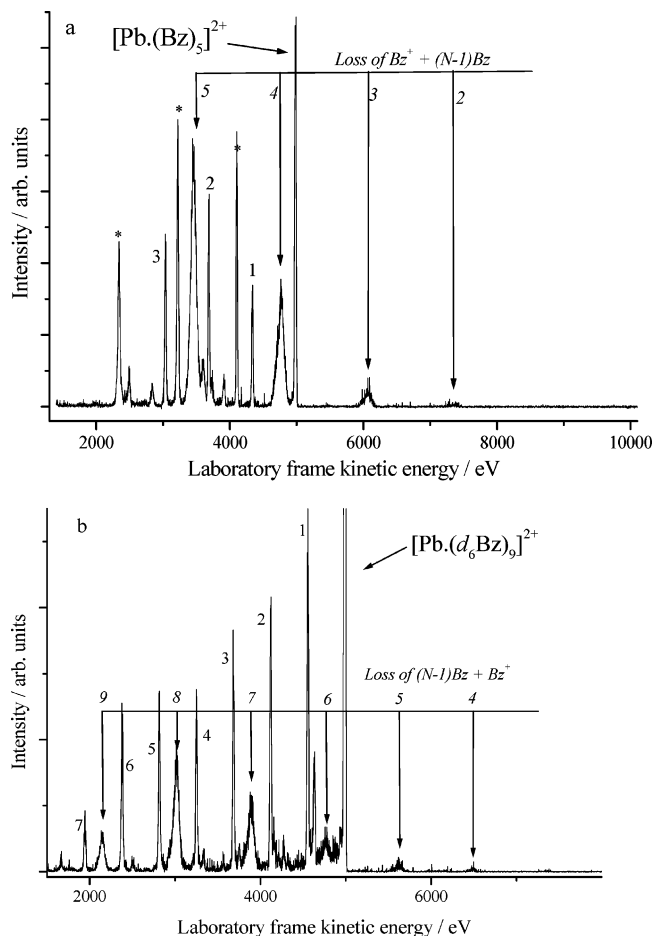 a
[Pb.(Bz)5]2+
Loss of Bz+ + (N-1)Bz
5 4 3 2
* * *
3 2 1
Intensity / arb. units
2000 4000 6000 8000 10000
Laboratory frame kinetic energy / eV
b
[Pb.(d6Bz)9]2+
1
2
3
Loss of (N-1)Bz + Bz+
9 8 7 6 5 4
7 6 5 4
Intensity / arb. units
2000 4000 6000
Laboratory frame kinetic energy / eV